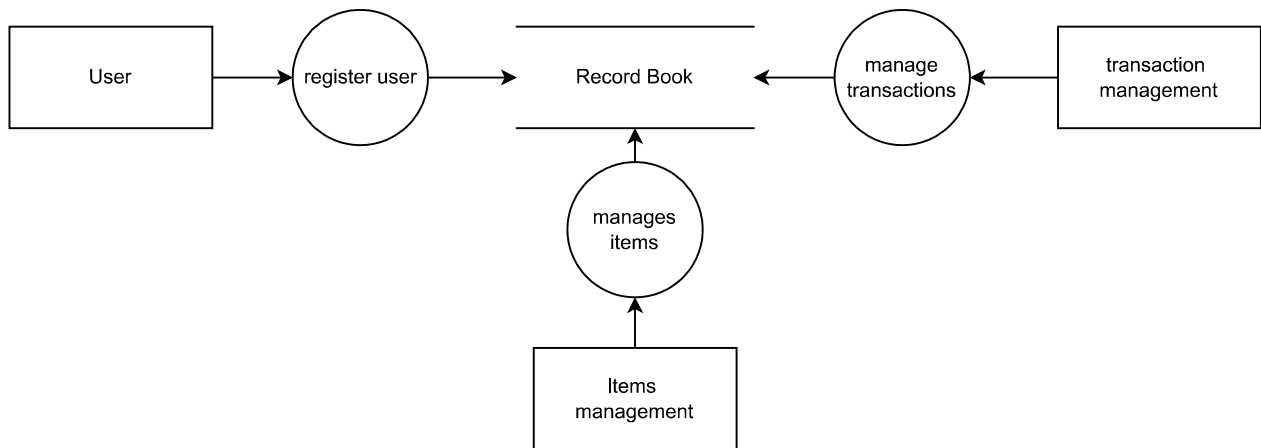 User
register user
Record Book
manage
transactions
transaction
management
manages
items
Items
management